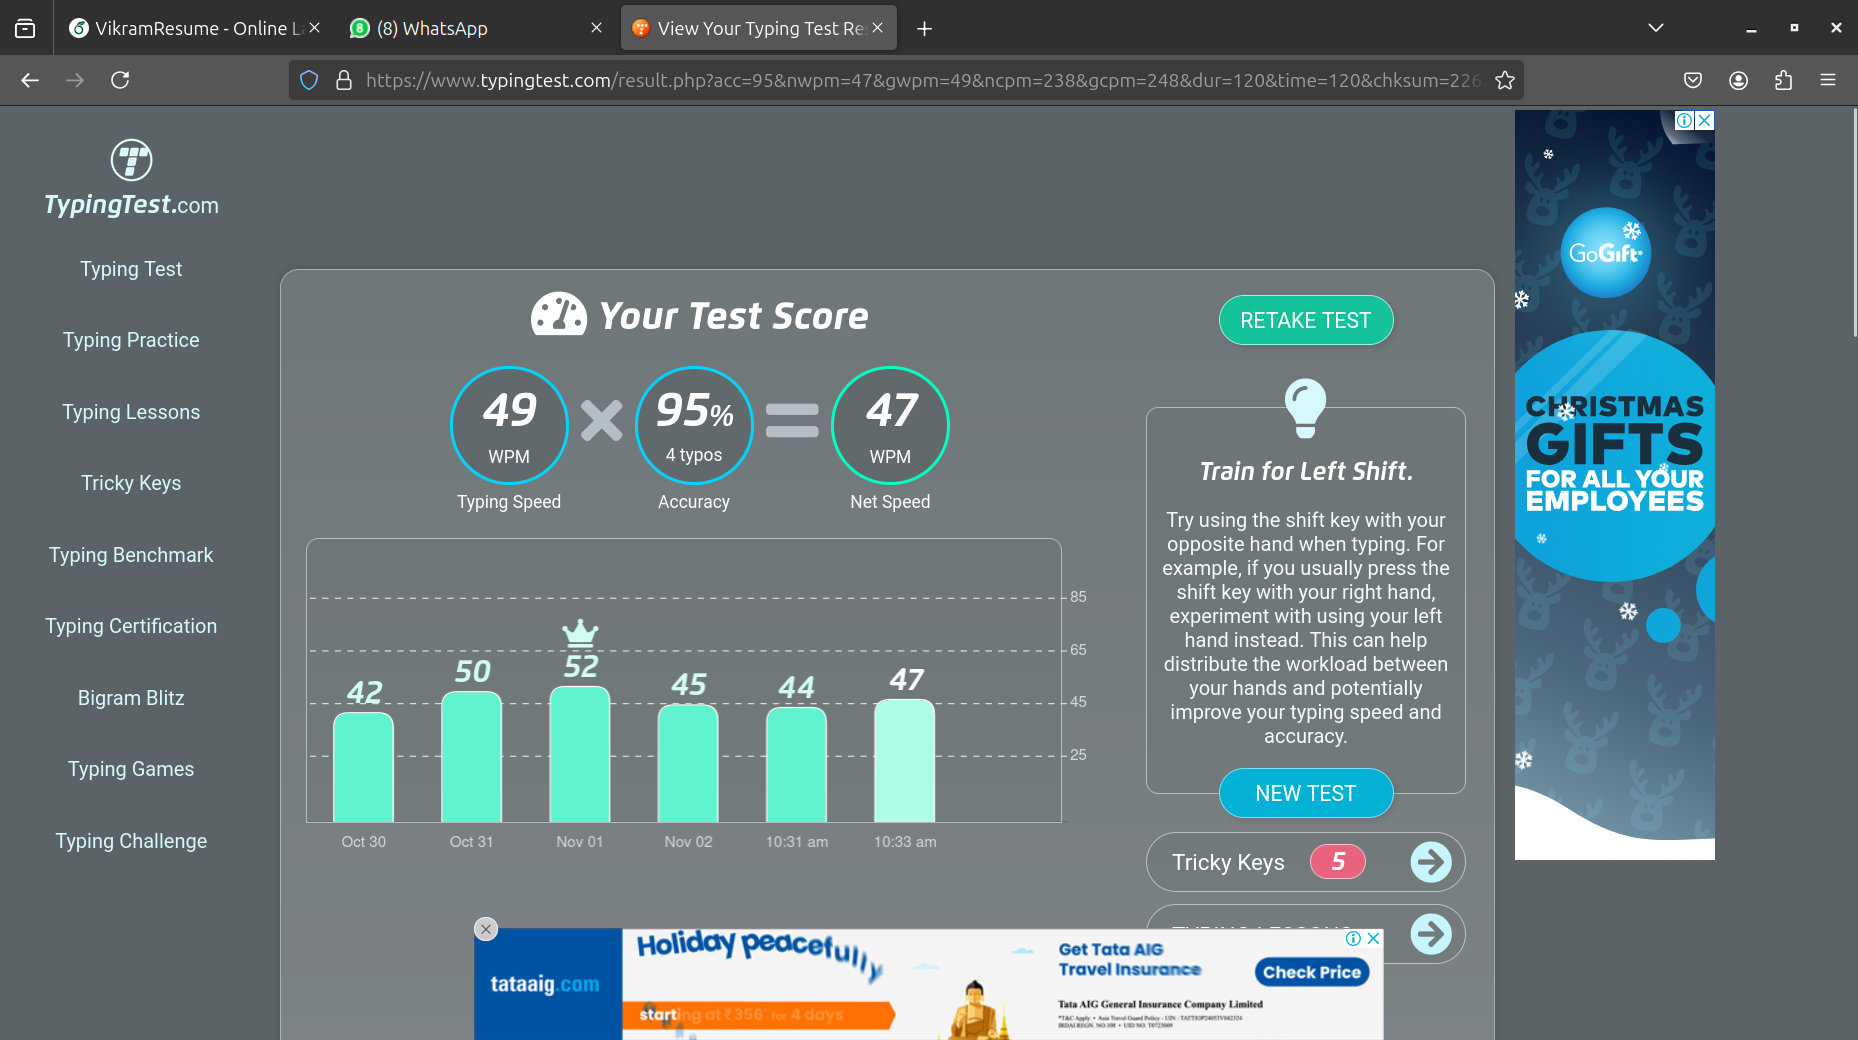 VikramResume - Online L
(8) WhatsApp
View Your Typing Test Re
https://www.typingtest.com/result.php?acc=95&nwpm=47&gwpm=49&ncpm=238&gcpm=248&dur=120&time=120&chksum=226
TypingTest.com
Typing Test
Typing Practice
Typing Lessons
Tricky Keys
Typing Benchmark
Typing Certification
Bigram Blitz
Typing Games
Typing Challenge
Your Test Score
49
WPM
Typing Speed
95%
4 typos
Accuracy
47
WPM
Net Speed
85
65
45
25
42
50
52
45
44
47
Oct 30
Oct 31
Nov 01
Nov 02
10:31 am
10:33 am
RETAKE TEST
Train for Left Shift.
Try using the shift key with your
opposite hand when typing. For
example, if you usually press the
shift key with your right hand,
experiment with using your left
hand instead. This can help
distribute the workload between
your hands and potentially
improve your typing speed and
accuracy.
NEW TEST
Tricky Keys 5
TYPING LESSONS
GoGift
CHRISTMAS
GIFTS
FOR ALL YOUR
EMPLOYEES
tataaig.com
Holiday peacefully
starting at ₹356* for 4 days
Get Tata AIG
Travel Insurance
Check Price
Tata AIG General Insurance Company Limited